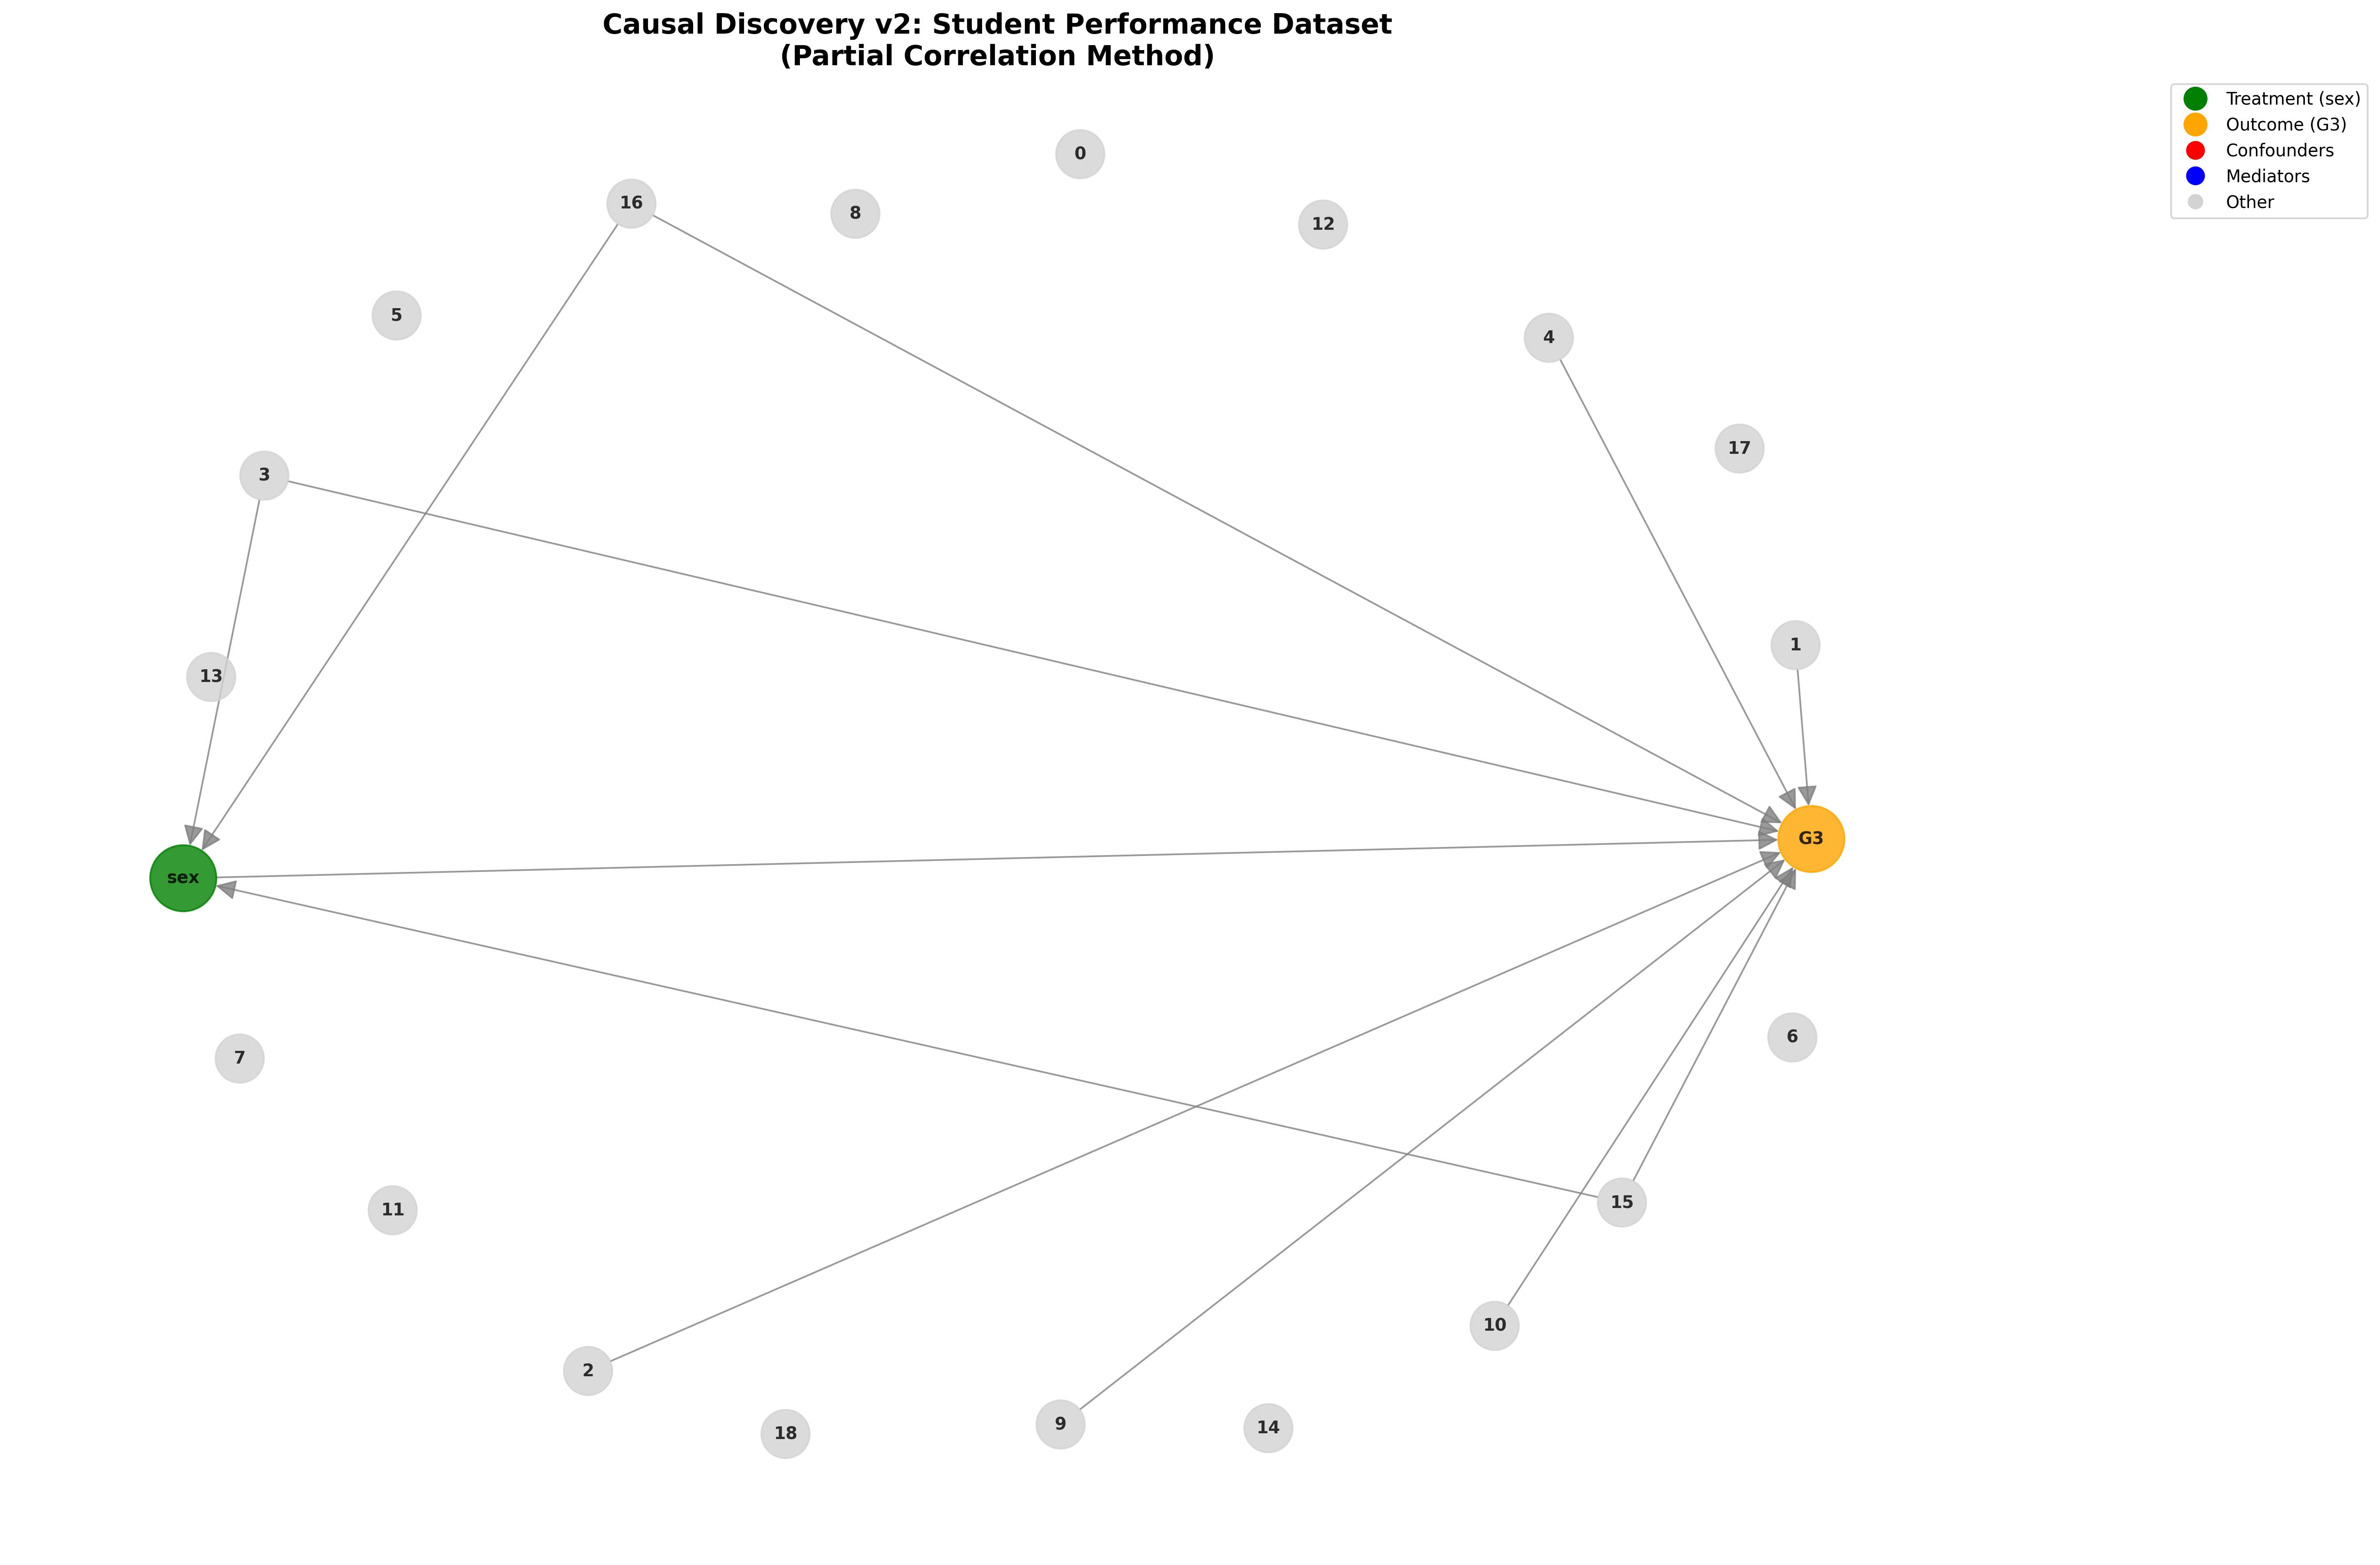 Causal Discovery v2: Student Performance Dataset
(Partial Correlation Method)
Treatment (sex)
Outcome (G3)
Confounders
Mediators
Other
0
16
8
12
5
4
17
3
1
13
G3
sex
6
7
15
11
10
2
9
14
18